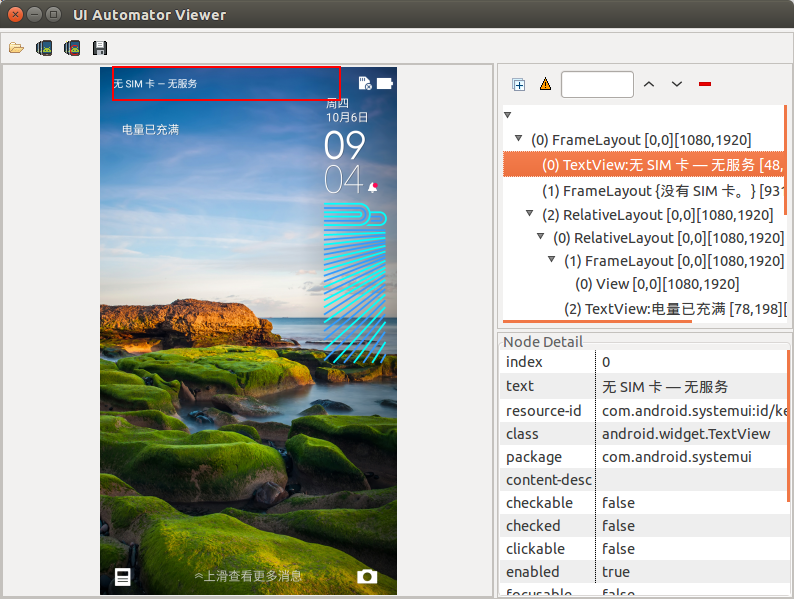 UI Automator Viewer
无 SIM 卡 — 无服务
周四
10月6日
电量已充满
09
04
上滑查看更多消息
(0) FrameLayout [0,0][1080,1920]
(0) TextView:无 SIM 卡 — 无服务 [48,
(1) FrameLayout {没有 SIM 卡。} [931
(2) RelativeLayout [0,0][1080,1920]
(0) RelativeLayout [0,0][1080,1920]
(1) FrameLayout [0,0][1080,1920]
(0) View [0,0][1080,1920]
(2) TextView:电量已充满 [78,198][
Node Detail
index 0
text 无 SIM 卡 — 无服务
resource-id com.android.systemui:id/ke
class android.widget.TextView
package com.android.systemui
content-desc
checkable false
checked false
clickable false
enabled true
focusable false